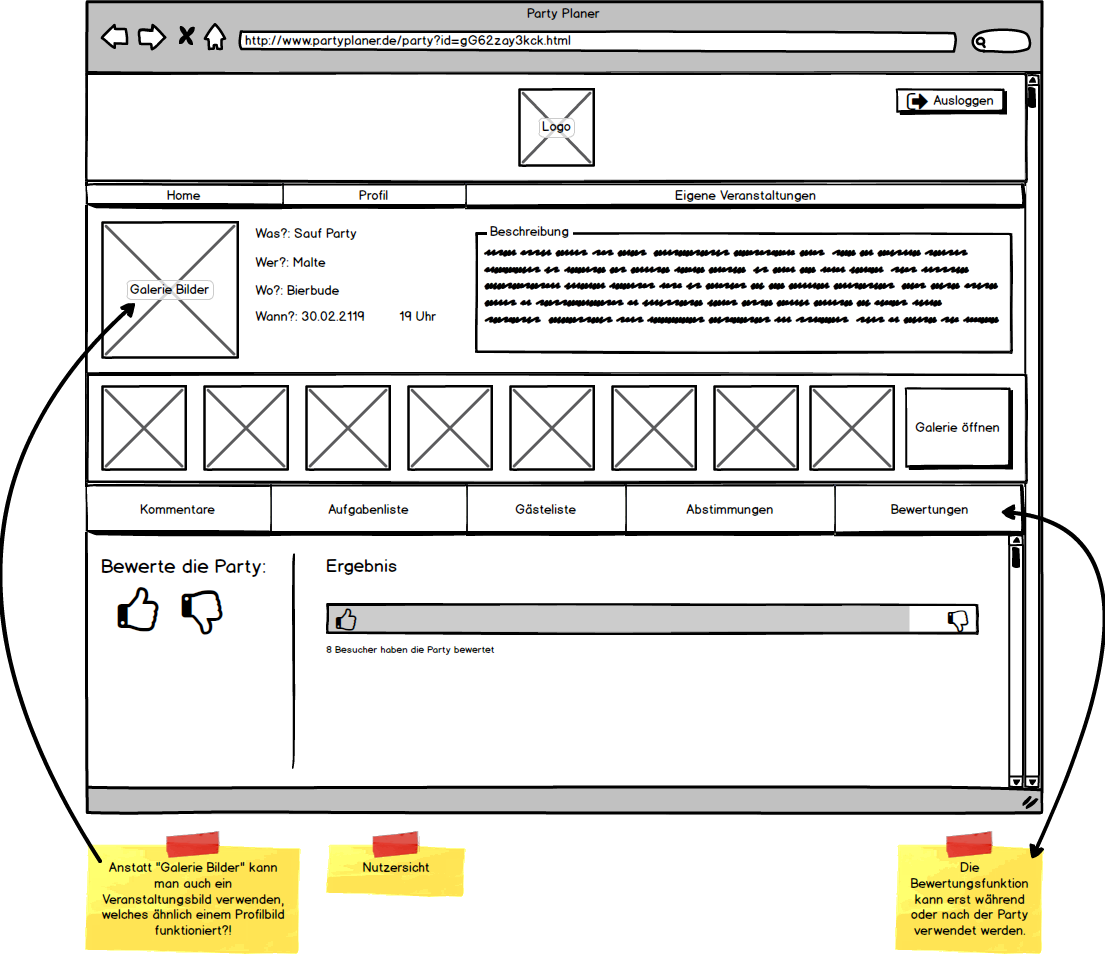 Party Planer
http://www.partyplaner.de/party?id=gG62zay3kck.html
Logo
Ausloggen
Home
Profil
Eigene Veranstaltungen
Galerie Bilder
Was?: Sauf Party
Wer?: Malte
Wo?: Bierbude
Wann?: 30.02.2119 19 Uhr
Beschreibung
Galerie öffnen
Kommentare
Aufgabenliste
Gästeliste
Abstimmungen
Bewertungen
Bewerte die Party:
Ergebnis
8 Besucher haben die Party bewertet
Anstatt "Galerie Bilder" kann
man auch ein
Veranstaltungsbild verwenden,
welches ähnlich einem Profilbild
funktioniert?!
Nutzersicht
Die
Bewertungsfunktion
kann erst während
oder nach der Party
verwendet werden.